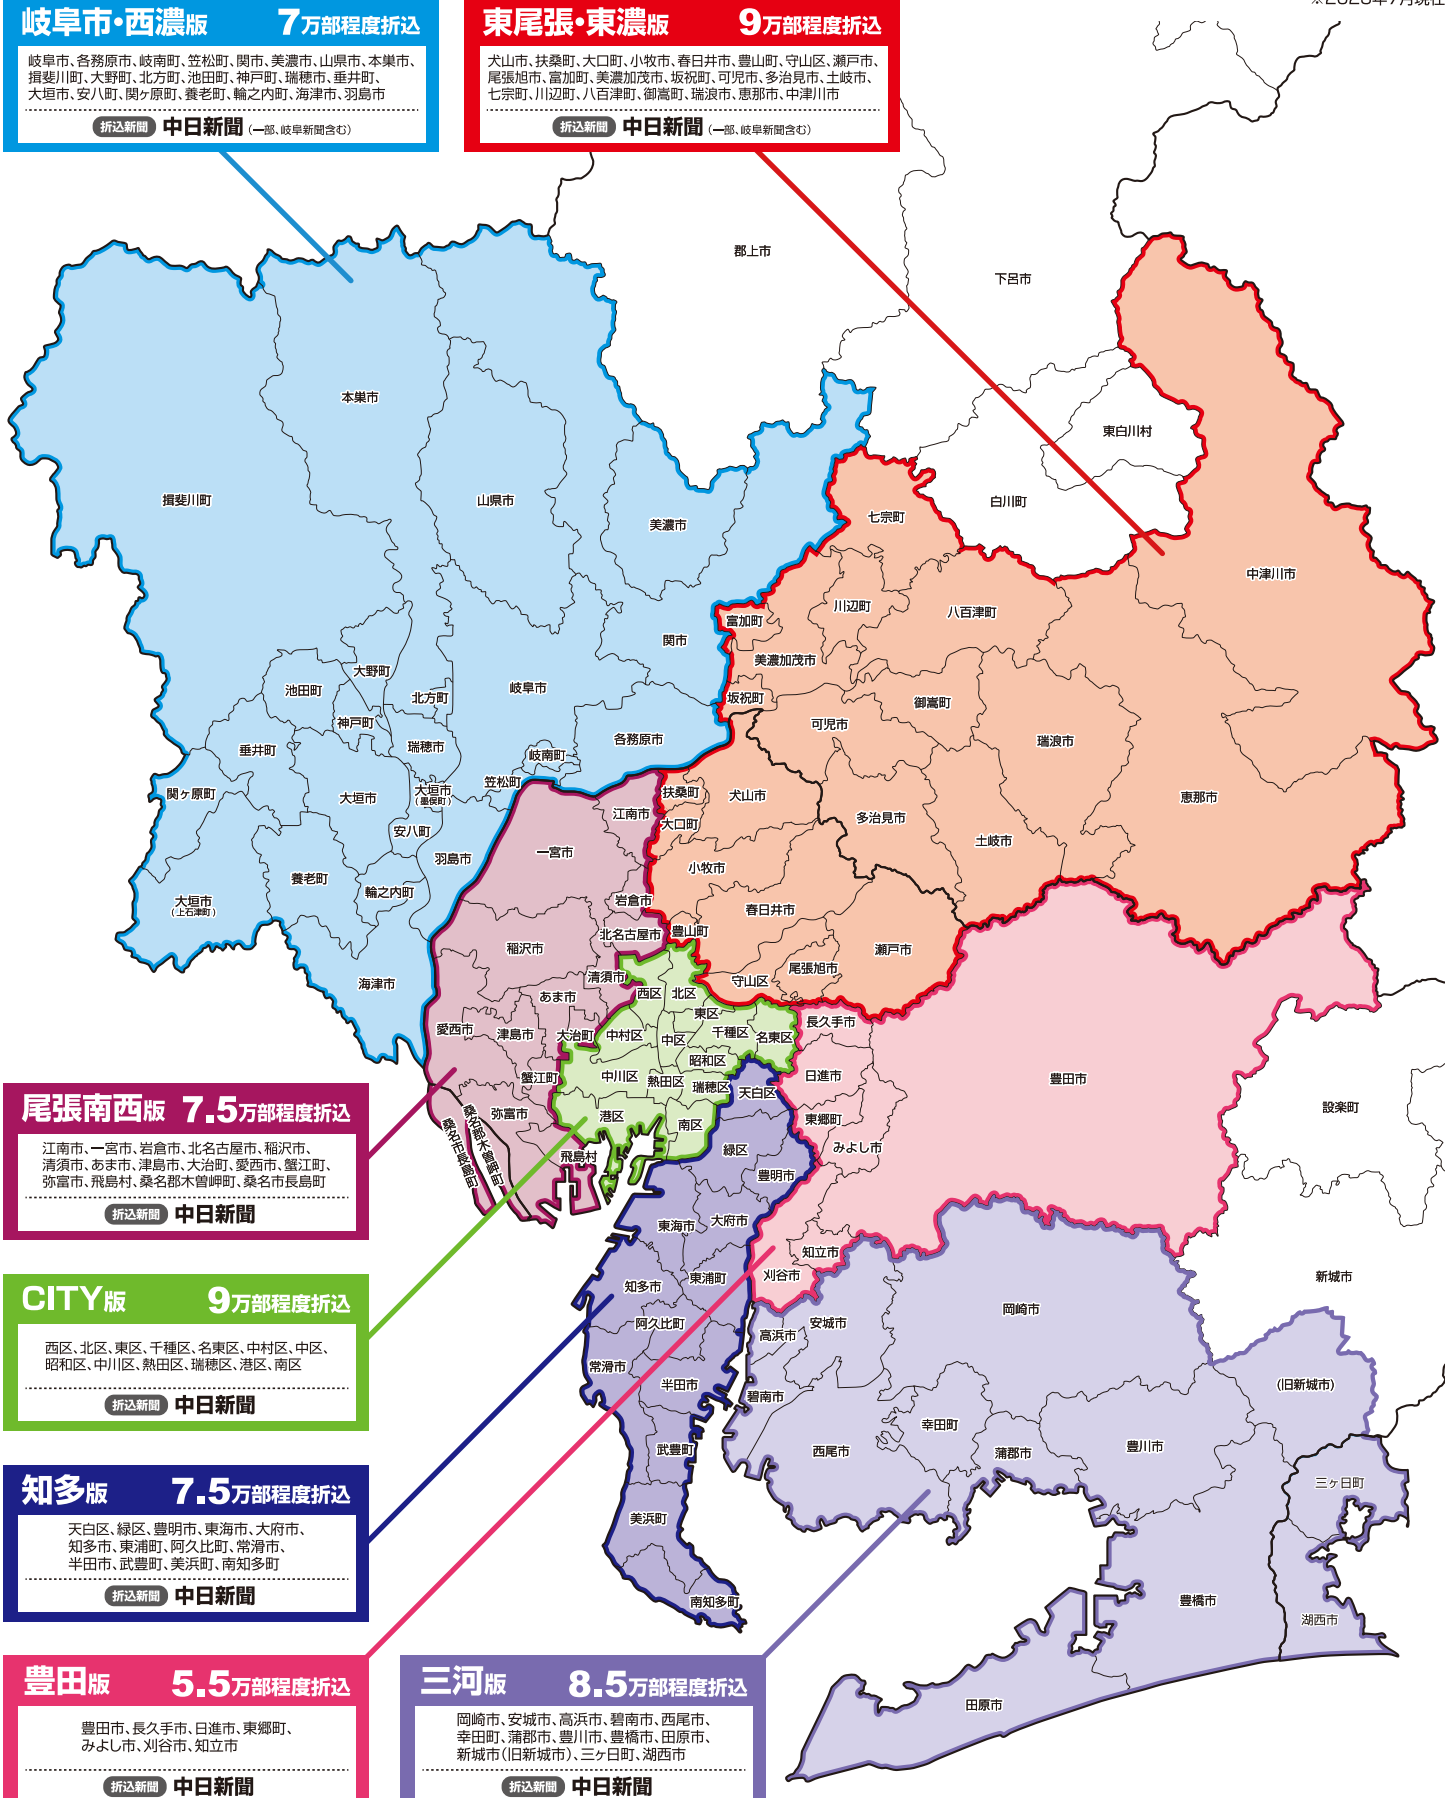 岐阜市・西濃版 7万部程度折込
岐阜市、各務原市、岐南町、笠松町、関市、美濃市、山県市、本巣市、
揖斐川町、大野町、北方町、池田町、神戸町、瑞穂市、垂井町、
大垣市、安八町、関ヶ原町、養老町、輪之内町、海津市、羽島市
折込新聞 中日新聞 (一部、岐阜新聞含む)
東尾張・東濃版 9万部程度折込
犬山市、扶桑町、大口町、小牧市、春日井市、豊山町、守山区、瀬戸市、
尾張旭市、富加町、美濃加茂市、坂祝町、可児市、多治見市、土岐市、
七宗町、川辺町、八百津町、御嵩町、瑞浪市、恵那市、中津川市
折込新聞 中日新聞 (一部、岐阜新聞含む)
郡上市
下呂市
本巣市
東白川村
揖斐川町
山県市
白川町
美濃市
七宗町
中津川市
川辺町
八百津町
富加町
関市
美濃加茂市
大野町
池田町
岐阜市
北方町
坂祝町
御嵩町
神戸町
可児市
各務原市
瑞浪市
垂井町
瑞穂市
岐南町
笠松町
関ヶ原町
大垣市
大垣市
(墨俣町)
扶桑町
犬山市
恵那市
江南市
大口町
多治見市
安八町
土岐市
一宮市
羽島市
小牧市
養老町
輪之内町
大垣市
(上石津町)
岩倉市
春日井市
北名古屋市
豊山町
稲沢市
瀬戸市
尾張旭市
清須市
守山区
海津市
あま市
西区
北区
東区
長久手市
愛西市
津島市
大治町
中村区
中区
千種区
名東区
昭和区
蟹江町
中川区
熱田区
瑞穂区
日進市
豊田市
天白区
弥富市
港区
南区
東郷町
設楽町
桑名郡木曽岬町
桑名市長島町
みよし市
緑区
飛島村
豊明市
東海市
大府市
知立市
知多市
東浦町
刈谷市
新城市
岡崎市
阿久比町
高浜市
安城市
常滑市
半田市
碧南市
(旧新城市)
幸田町
武豊町
西尾市
蒲郡市
豊川市
三ヶ日町
美浜町
南知多町
豊橋市
湖西市
田原市
尾張南西版 7.5万部程度折込
江南市、一宮市、岩倉市、北名古屋市、稲沢市、
清須市、あま市、津島市、大治町、愛西市、蟹江町、
弥富市、飛島村、桑名郡木曽岬町、桑名市長島町
折込新聞 中日新聞
CITY版 9万部程度折込
西区、北区、東区、千種区、名東区、中村区、中区、
昭和区、中川区、熱田区、瑞穂区、港区、南区
折込新聞 中日新聞
知多版 7.5万部程度折込
天白区、緑区、豊明市、東海市、大府市、
知多市、東浦町、阿久比町、常滑市、
半田市、武豊町、美浜町、南知多町
折込新聞 中日新聞
豊田版 5.5万部程度折込
豊田市、長久手市、日進市、東郷町、
みよし市、刈谷市、知立市
折込新聞 中日新聞
三河版 8.5万部程度折込
岡崎市、安城市、高浜市、碧南市、西尾市、
幸田町、蒲郡市、豊川市、豊橋市、田原市、
新城市(旧新城市)、三ヶ日町、湖西市
折込新聞 中日新聞